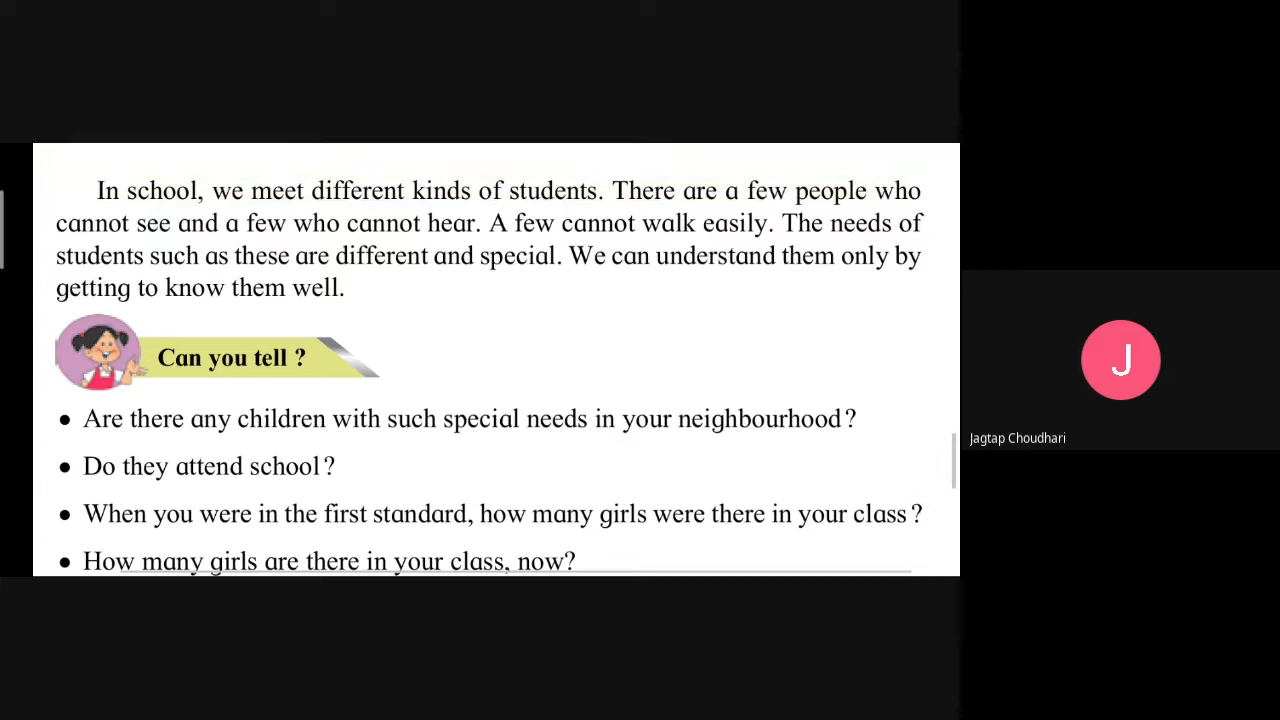 In school, we meet different kinds of students. There are a few people who
cannot see and a few who cannot hear. A few cannot walk easily. The needs of
students such as these are different and special. We can understand them only by
getting to know them well.
Can you tell ?
• Are there any children with such special needs in your neighbourhood ?
• Do they attend school ?
• When you were in the first standard, how many girls were there in your class ?
• How many girls are there in your class, now?
J
Jagtap Choudhari